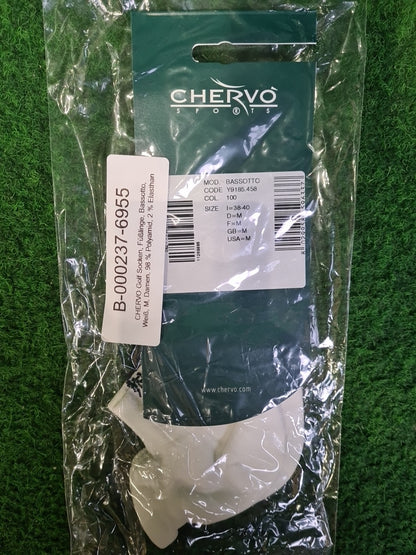 CHERVÒ
SPORTS
MOD. BASSOTTO
CODE Y9185.458
COL. 100
SIZE I=38-40
D=M
F=M
GB=M
USA=M
B-000237-6955
CHERVO Golf Socken, Füßlinge, Bassotto,
Weiß, M, Damen, 98 % Polyamid, 2 % Elasthan
www.chervo.com